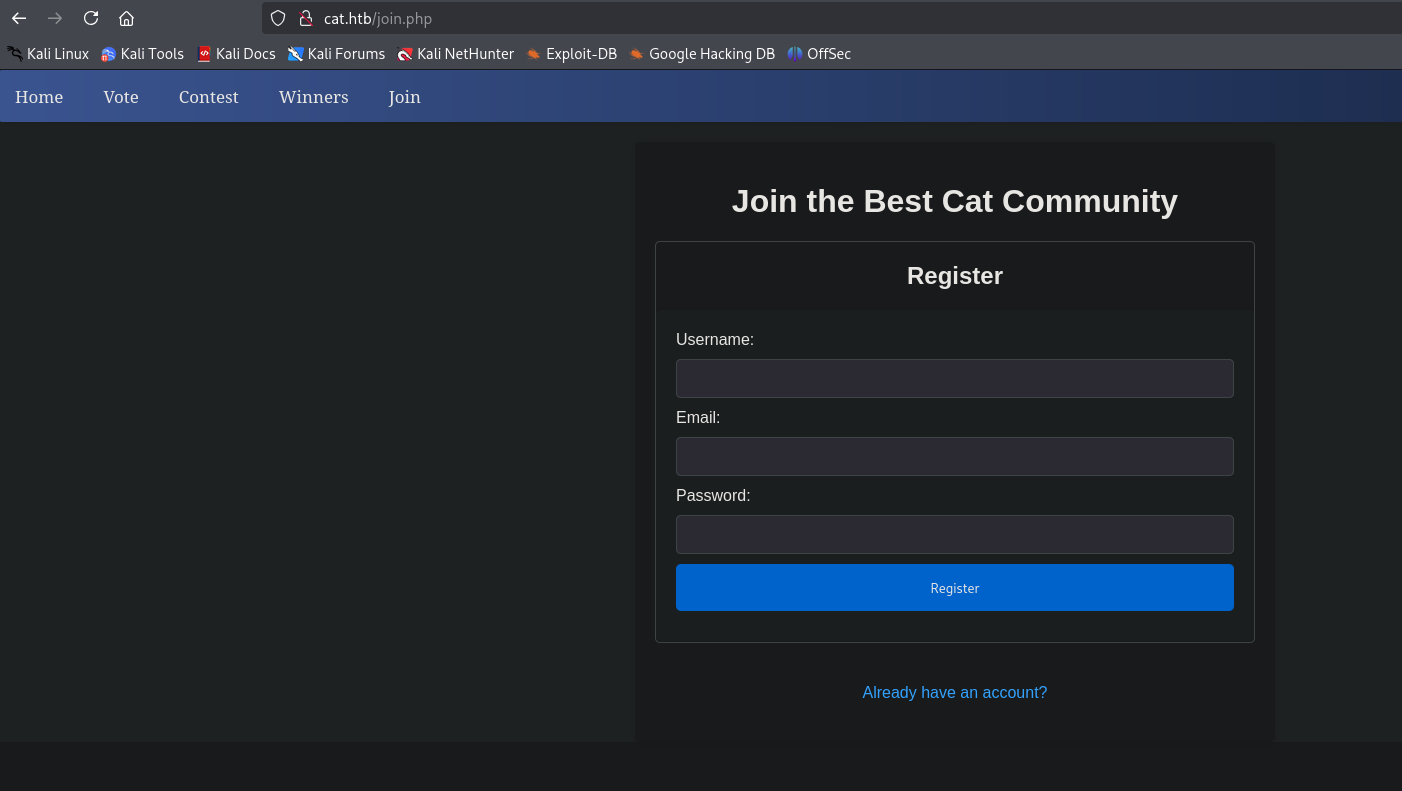 cat.htb/join.php
Kali Linux Kali Tools Kali Docs Kali Forums Kali NetHunter Exploit-DB Google Hacking DB OffSec
Home Vote Contest Winners Join
Join the Best Cat Community
Register
Username:
Email:
Password:
Register
Already have an account?